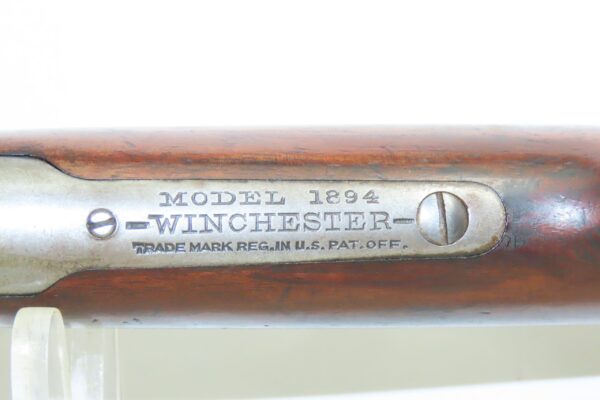 MODEL 1894
-WINCHESTER-
TRADE MARK REG. IN U.S. PAT. OFF.